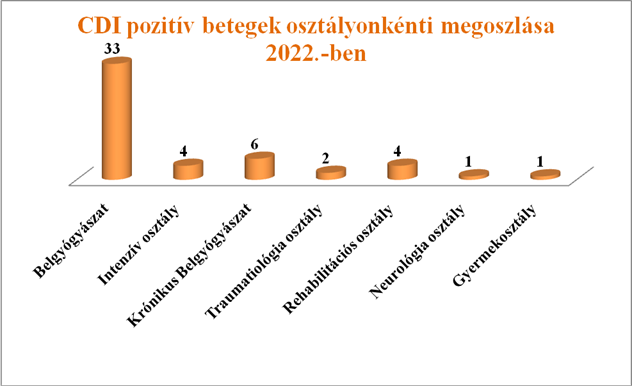 CDI pozitív betegek osztályonkénti megoszlása
2022.-ben
33
4
6
2
4
1
1
Belgyógyászat
Intenzív osztály
Krónikus Belgyógyászat
Traumatiológia osztály
Rehabilitációs osztály
Neurológia osztály
Gyermekosztály